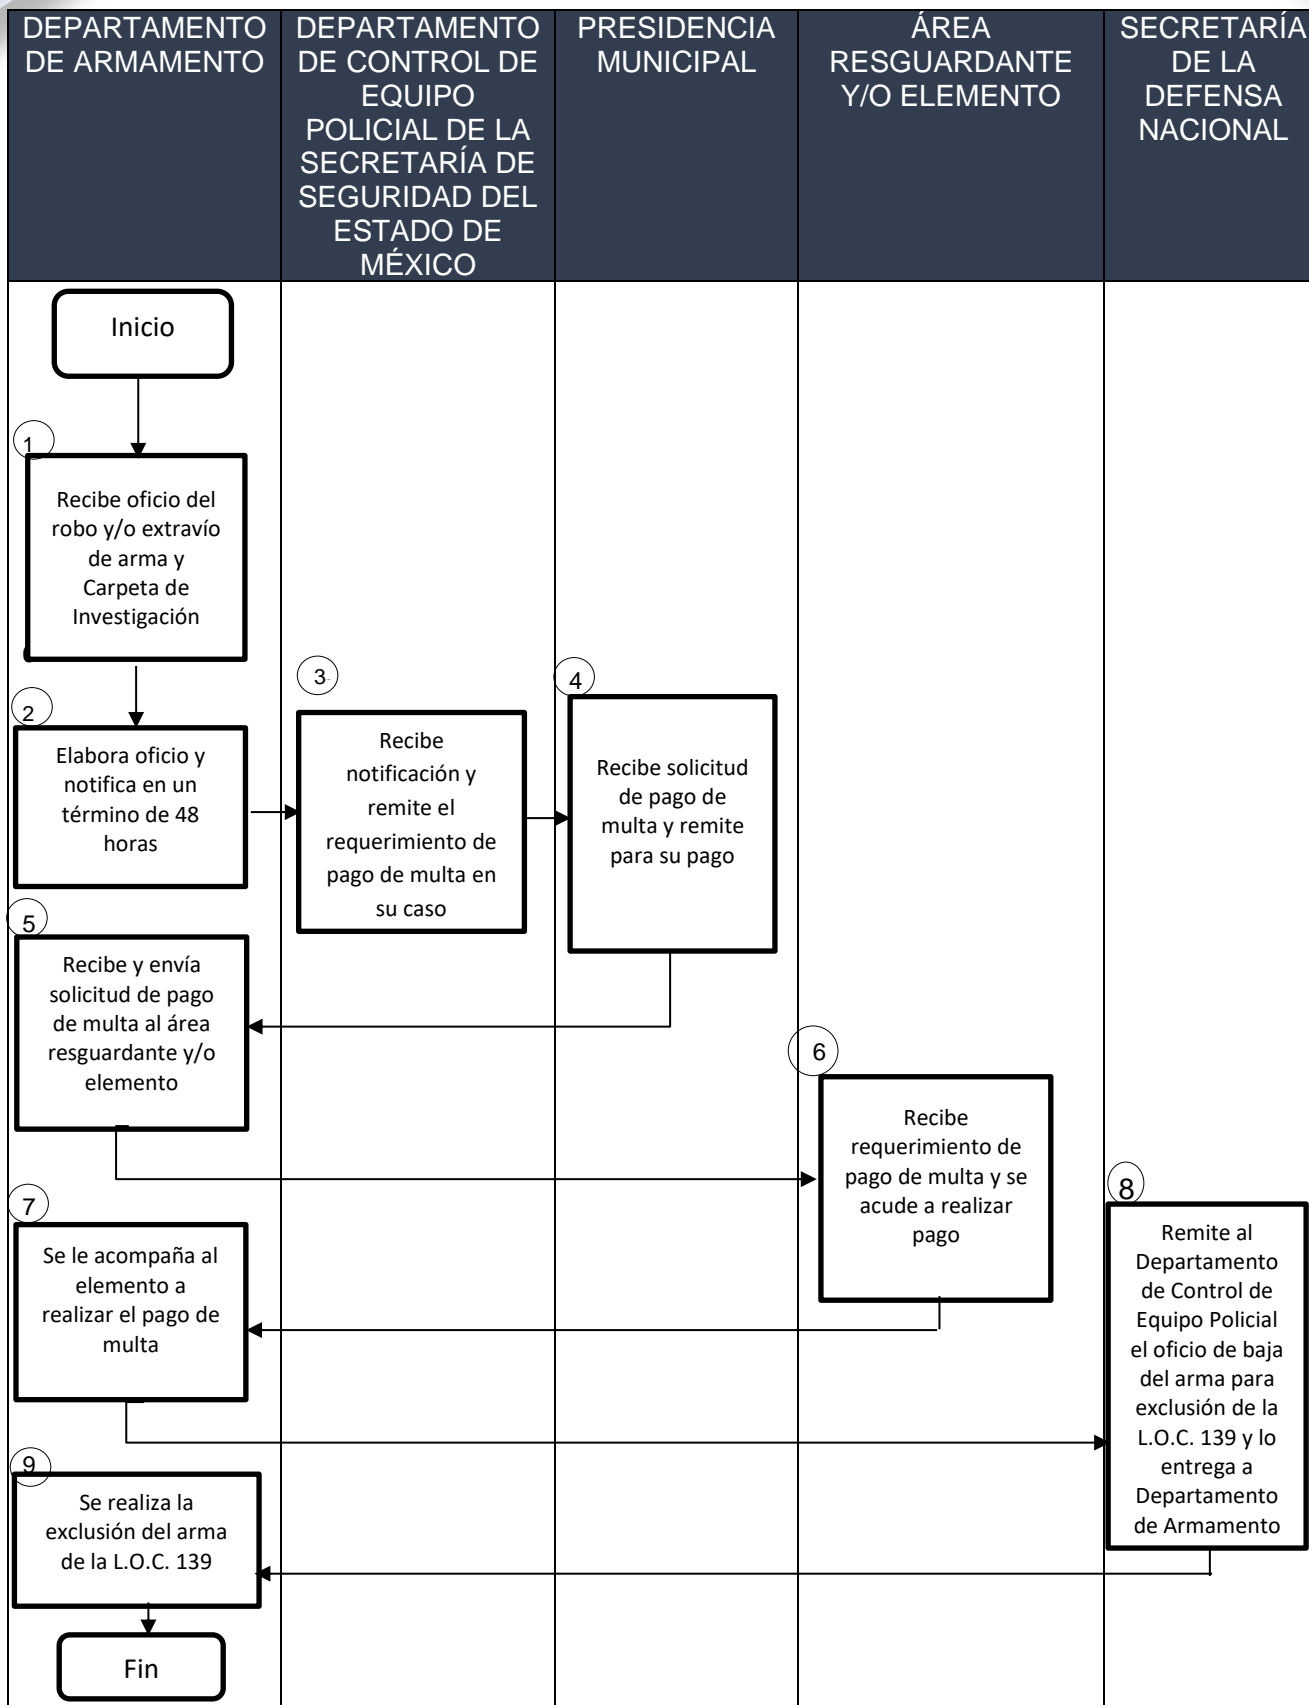 DEPARTAMENTO
DE ARMAMENTO
DEPARTAMENTO
DE CONTROL DE
EQUIPO
POLICIAL DE LA
SECRETARÍA DE
SEGURIDAD DEL
ESTADO DE
MÉXICO
PRESIDENCIA
MUNICIPAL
ÁREA
RESGUARDANTE
Y/O ELEMENTO
SECRETARÍA
DE LA
DEFENSA
NACIONAL
Inicio
1
Recibe oficio del
robo y/o extravío
de arma y
Carpeta de
Investigación
2
Elabora oficio y
notifica en un
término de 48
horas
3
Recibe
notificación y
remite el
requerimiento de
pago de multa en
su caso
4
Recibe solicitud
de pago de
multa y remite
para su pago
5
Recibe y envía
solicitud de pago
de multa al área
resguardante y/o
elemento
6
Recibe
requerimiento de
pago de multa y se
acude a realizar
pago
7
Se le acompaña al
elemento a
realizar el pago de
multa
8
Remite al
Departamento
de Control de
Equipo Policial
el oficio de baja
del arma para
exclusión de la
L.O.C. 139 y lo
entrega a
Departamento
de Armamento
9
Se realiza la
exclusión del arma
de la L.O.C. 139
Fin